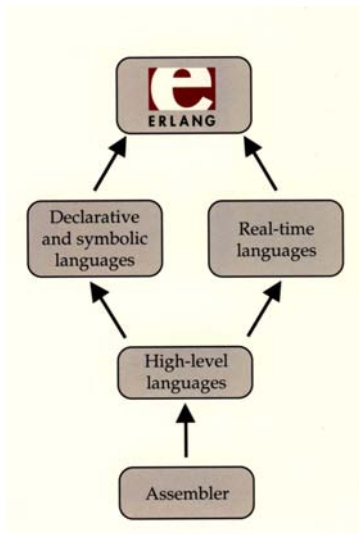 e
ERLANG
Declarative
and symbolic
languages
Real-time
languages
High-level
languages
Assembler